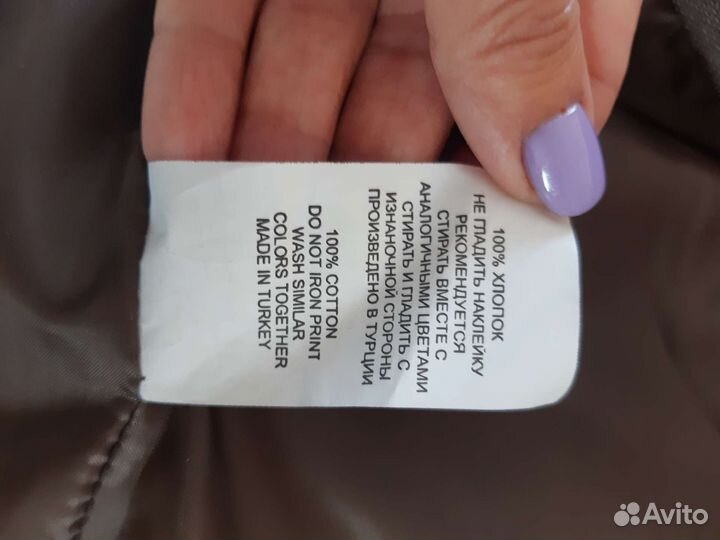 100% ХЛОПОК
НЕ ГЛАДИТЬ НАКЛЕЙКУ
РЕКОМЕНДУЕТСЯ
СТИРАТЬ ВМЕСТЕ С
АНАЛОГИЧНЫМИ ЦВЕТАМИ
СТИРАТЬ И ГЛАДИТЬ С
ИЗНАНОЧНОЙ СТОРОНЫ
ПРОИЗВЕДЕНО В ТУРЦИИ
100% COTTON
DO NOT IRON PRINT
WASH SIMILAR
COLORS TOGETHER
MADE IN TURKEY
Avito